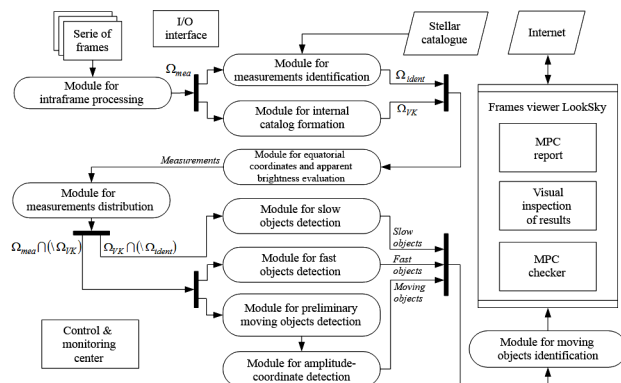 Serie of
frames
I/O
interface
Stellar
catalogue
Internet
Module for
intraframe processing
Ω_mea
Module for
measurements identification
Ω_ident
Module for internal
catalog formation
Ω_VK
Frames viewer LookSky
MPC
report
Visual
inspection
of results
MPC
checker
Measurements
Module for equatorial
coordinates and apparent
brightness evaluation
Module for
measurements distribution
Ω_mea ∩(\Ω_VK)
Ω_VK ∩(\Ω_ident)
Module for slow
objects detection
Slow
objects
Module for fast
objects detection
Fast
objects
Moving
objects
Module for preliminary
moving objects detection
Control &
monitoring
center
Module for amplitude-
coordinate detection
Module for moving
objects identification